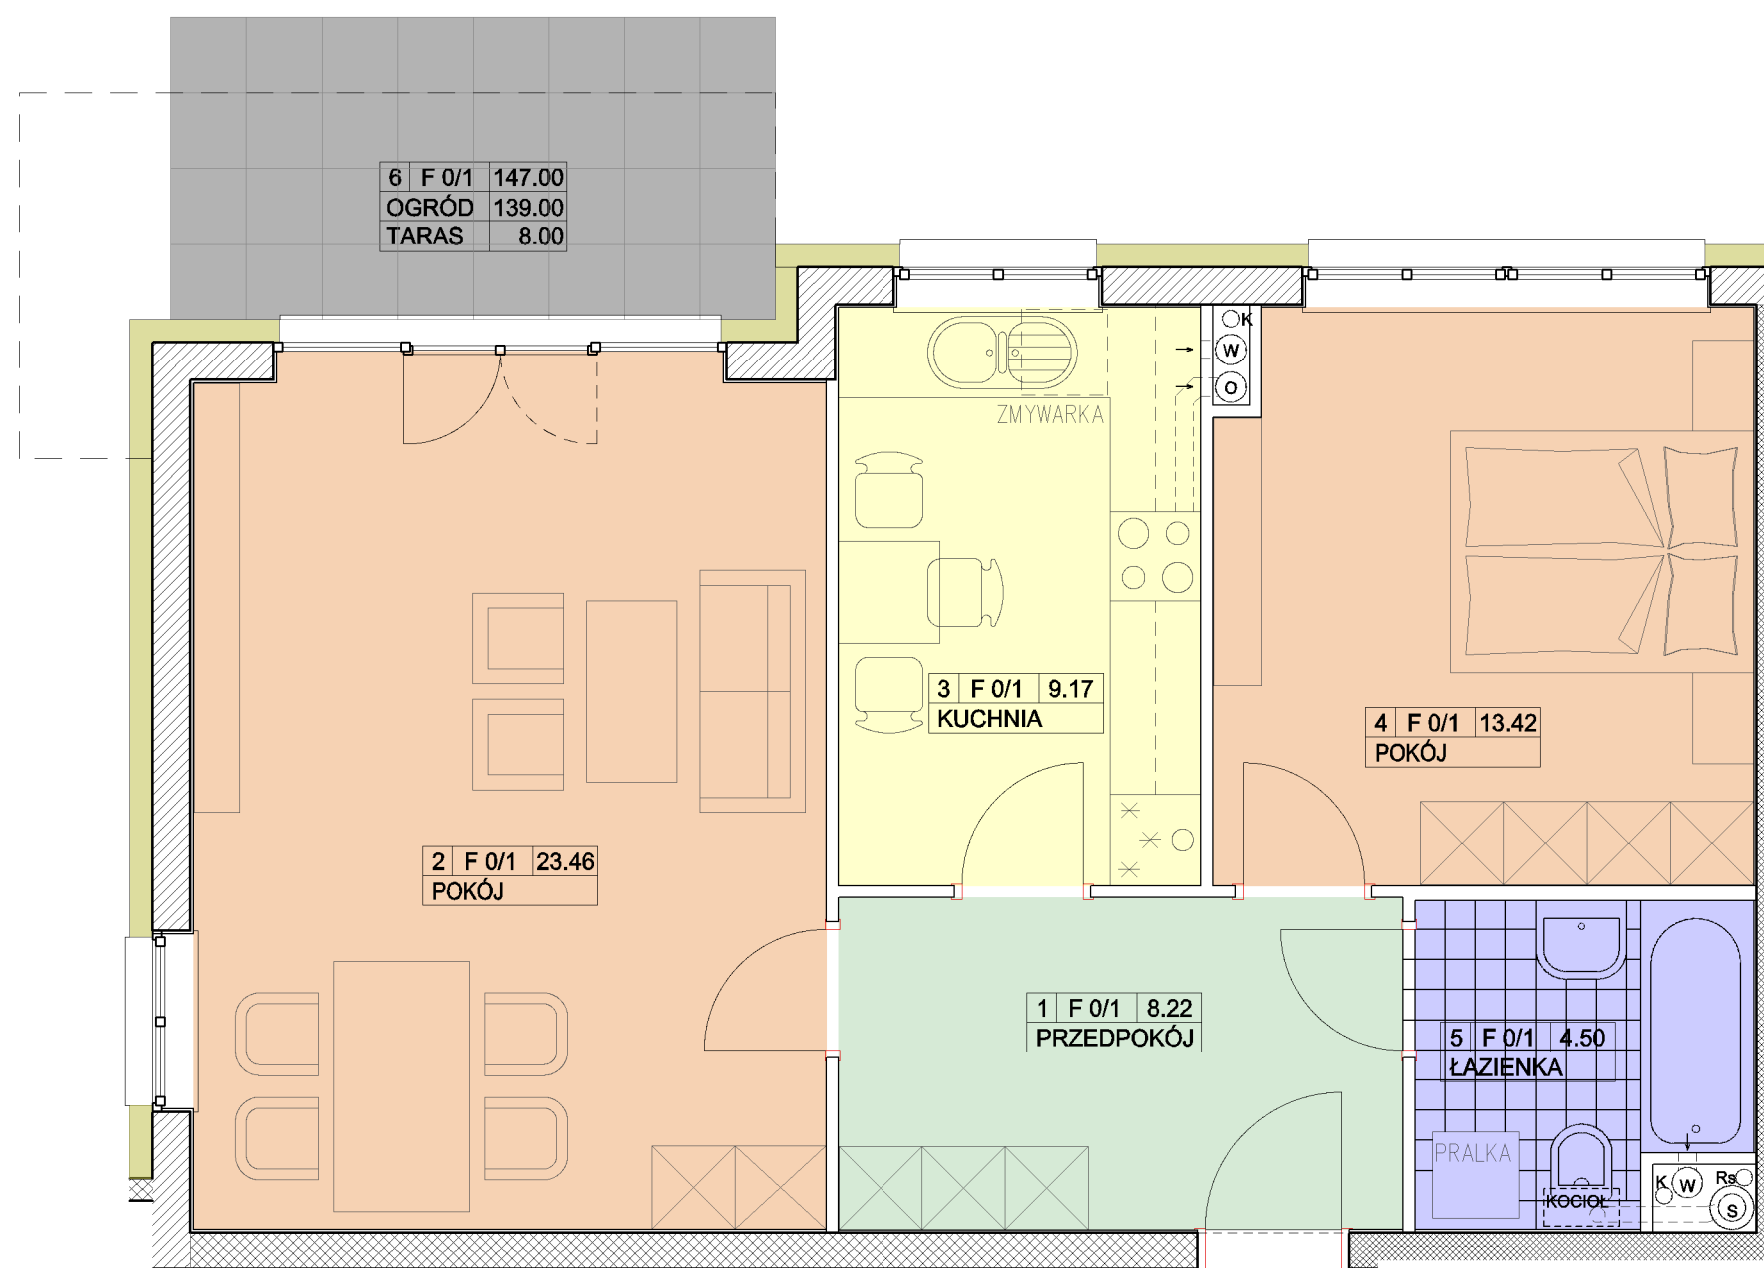 6 F 0/1 147.00
OGRÓD 139.00
TARAS 8.00
K
W
O
ZMYWARKA
3 F 0/1 9.17
KUCHNIA
4 F 0/1 13.42
POKÓJ
2 F 0/1 23.46
POKÓJ
1 F 0/1 8.22
PRZEDPOKÓJ
5 F 0/1 4.50
ŁAZIENKA
PRALKA
KOCIOŁ
K W Rs
S